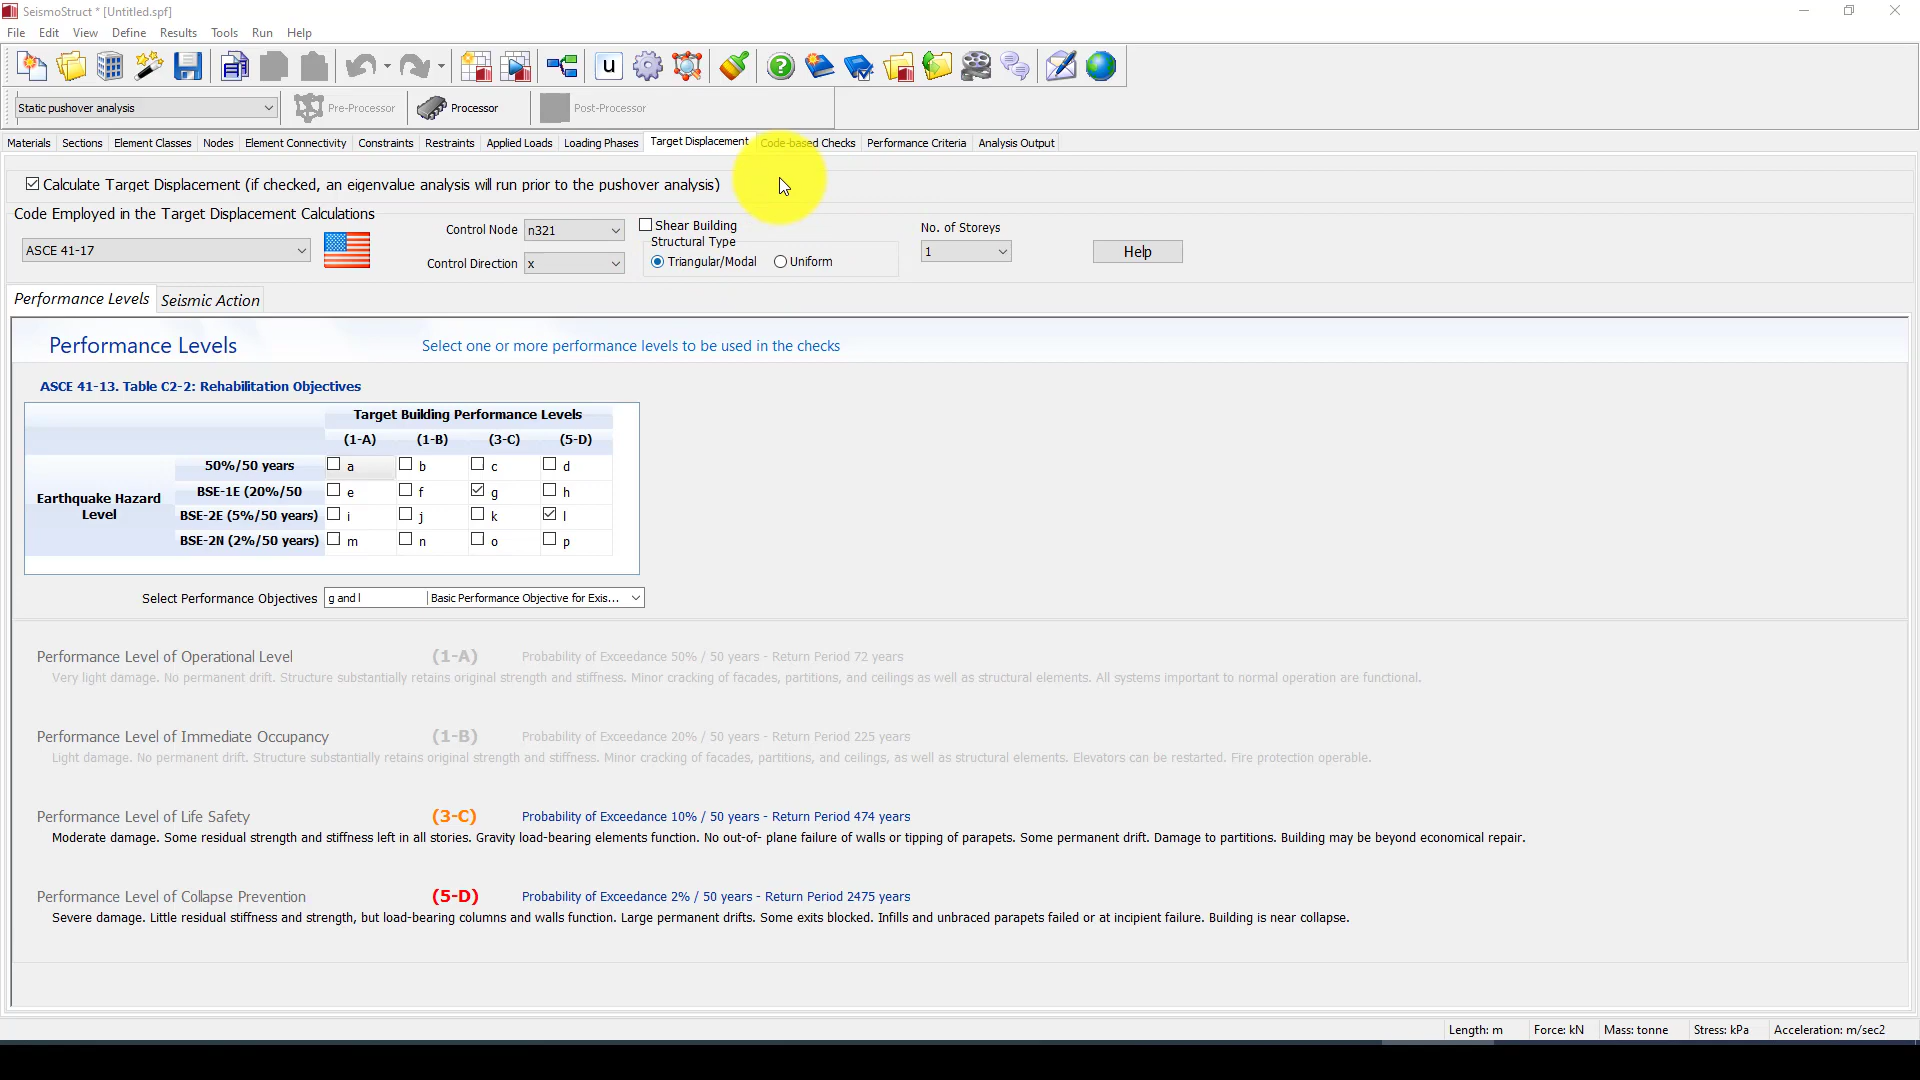 SeismoStruct * [Untitled.spf]
File Edit View Define Results Tools Run Help
u
Static pushover analysis Pre-Processor Processor Post-Processor
Materials Sections Element Classes Nodes Element Connectivity Constraints Restraints Applied Loads Loading Phases Target Displacement Code-based Checks Performance Criteria Analysis Output
Calculate Target Displacement (if checked, an eigenvalue analysis will run prior to the pushover analysis)
Code Employed in the Target Displacement Calculations
ASCE 41-17
Control Node n321
Control Direction x
Shear Building
Structural Type
Triangular/Modal Uniform
No. of Storeys
1
Help
Performance Levels Seismic Action
Performance Levels Select one or more performance levels to be used in the checks
ASCE 41-13. Table C2-2: Rehabilitation Objectives
Target Building Performance Levels
(1-A) (1-B) (3-C) (5-D)
Earthquake Hazard Level
50%/50 years a b c d
BSE-1E (20%/50 e f g h
BSE-2E (5%/50 years) i j k l
BSE-2N (2%/50 years) m n o p
Select Performance Objectives g and l Basic Performance Objective for Exis...
Performance Level of Operational Level (1-A) Probability of Exceedance 50% / 50 years - Return Period 72 years
Very light damage. No permanent drift. Structure substantially retains original strength and stiffness. Minor cracking of facades, partitions, and ceilings as well as structural elements. All systems important to normal operation are functional.
Performance Level of Immediate Occupancy (1-B) Probability of Exceedance 20% / 50 years - Return Period 225 years
Light damage. No permanent drift. Structure substantially retains original strength and stiffness. Minor cracking of facades, partitions, and ceilings, as well as structural elements. Elevators can be restarted. Fire protection operable.
Performance Level of Life Safety (3-C) Probability of Exceedance 10% / 50 years - Return Period 474 years
Moderate damage. Some residual strength and stiffness left in all stories. Gravity load-bearing elements function. No out-of- plane failure of walls or tipping of parapets. Some permanent drift. Damage to partitions. Building may be beyond economical repair.
Performance Level of Collapse Prevention (5-D) Probability of Exceedance 2% / 50 years - Return Period 2475 years
Severe damage. Little residual stiffness and strength, but load-bearing columns and walls function. Large permanent drifts. Some exits blocked. Infills and unbraced parapets failed or at incipient failure. Building is near collapse.
Length: m Force: kN Mass: tonne Stress: kPa Acceleration: m/sec2